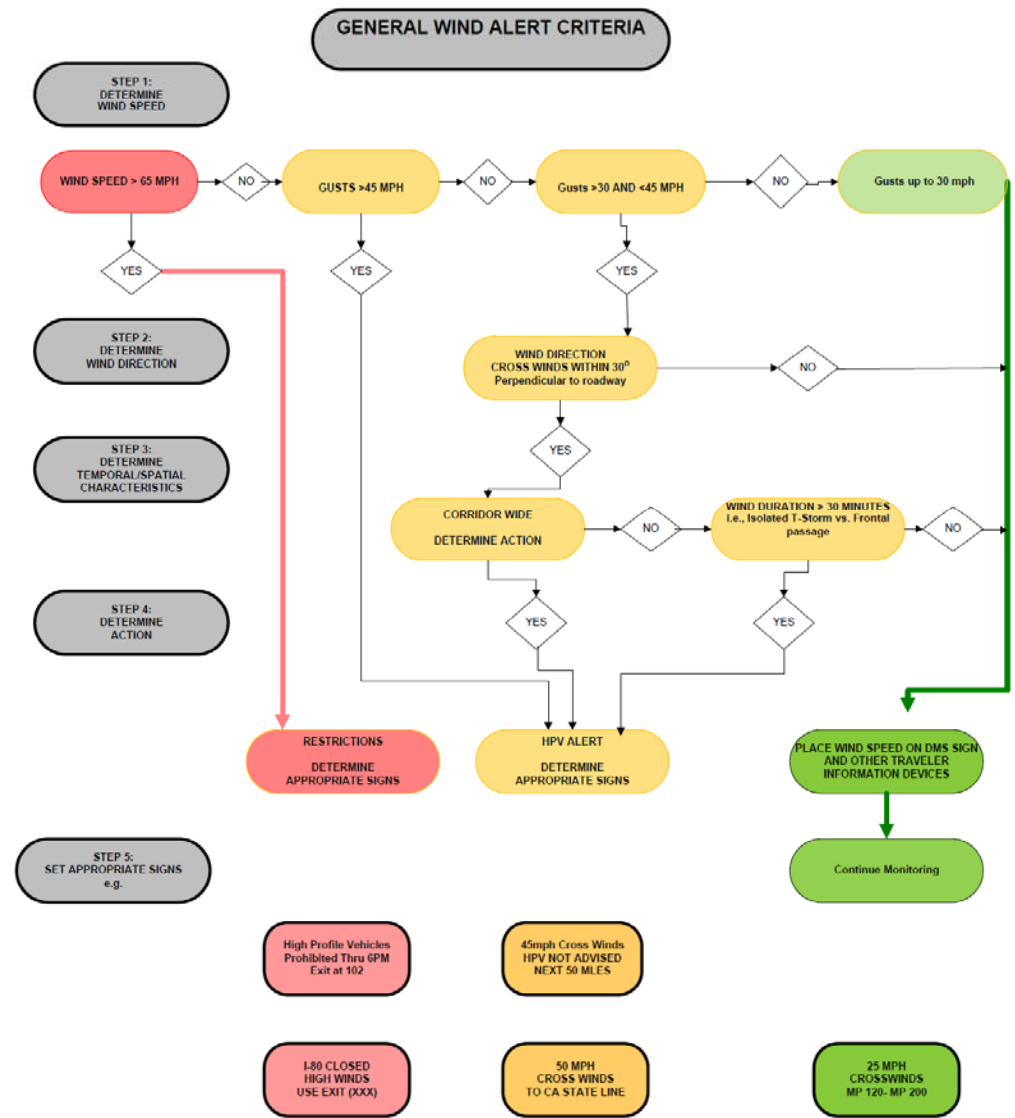 GENERAL WIND ALERT CRITERIA
STEP 1:
DETERMINE
WIND SPEED
WIND SPEED > 65 MPH
NO
GUSTS >45 MPH
NO
Gusts >30 AND <45 MPH
NO
Gusts up to 30 mph
YES
YES
YES
STEP 2:
DETERMINE
WIND DIRECTION
WIND DIRECTION
CROSS WINDS WITHIN 30⁰
Perpendicular to roadway
NO
YES
STEP 3:
DETERMINE
TEMPORAL/SPATIAL
CHARACTERISTICS
CORRIDOR WIDE
DETERMINE ACTION
NO
WIND DURATION > 30 MINUTES
i.e., Isolated T-Storm vs. Frontal
passage
NO
STEP 4:
DETERMINE
ACTION
YES
YES
RESTRICTIONS
DETERMINE
APPROPRIATE SIGNS
HPV ALERT
DETERMINE
APPROPRIATE SIGNS
PLACE WIND SPEED ON DMS SIGN
AND OTHER TRAVELER
INFORMATION DEVICES
STEP 5:
SET APPROPRIATE SIGNS
e.g.
Continue Monitoring
High Profile Vehicles
Prohibited Thru 6PM
Exit at 102
45mph Cross Winds
HPV NOT ADVISED
NEXT 50 MLES
I-80 CLOSED
HIGH WINDS
USE EXIT (XXX)
50 MPH
CROSS WINDS
TO CA STATE LINE
25 MPH
CROSSWINDS
MP 120- MP 200